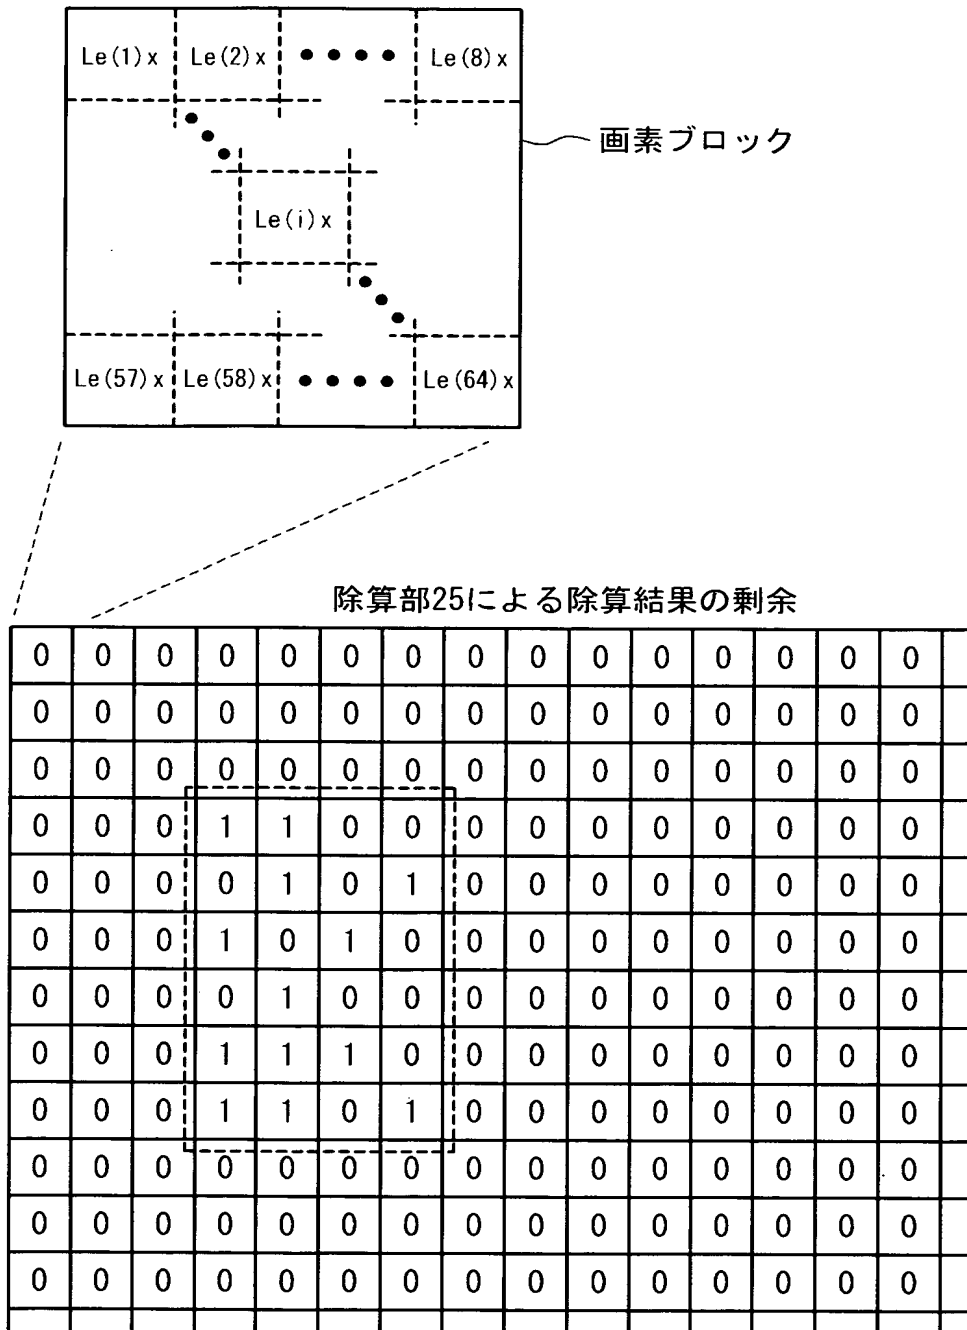 Le(1)x Le(2)x ●●●● Le(8)x
画素ブロック
Le(i)x
Le(57)x Le(58)x ●●●● Le(64)x
除算部25による除算結果の剰余
0 0 0 0 0 0 0 0 0 0 0 0 0 0 0
0 0 0 0 0 0 0 0 0 0 0 0 0 0 0
0 0 0 0 0 0 0 0 0 0 0 0 0 0 0
0 0 0 1 1 0 0 0 0 0 0 0 0 0 0
0 0 0 0 1 0 1 0 0 0 0 0 0 0 0
0 0 0 1 0 1 0 0 0 0 0 0 0 0 0
0 0 0 0 1 0 0 0 0 0 0 0 0 0 0
0 0 0 1 1 1 0 0 0 0 0 0 0 0 0
0 0 0 1 1 0 1 0 0 0 0 0 0 0 0
0 0 0 0 0 0 0 0 0 0 0 0 0 0 0
0 0 0 0 0 0 0 0 0 0 0 0 0 0 0
0 0 0 0 0 0 0 0 0 0 0 0 0 0 0